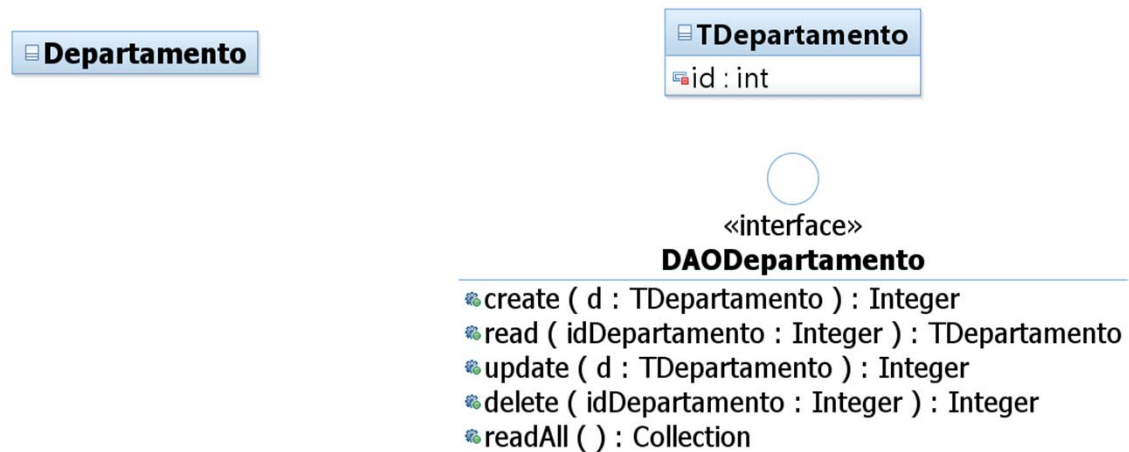 Departamento
TDepartamento
id : int
«interface»
DAODepartamento
create ( d : TDepartamento ) : Integer
read ( idDepartamento : Integer ) : TDepartamento
update ( d : TDepartamento ) : Integer
delete ( idDepartamento : Integer ) : Integer
readAll ( ) : Collection